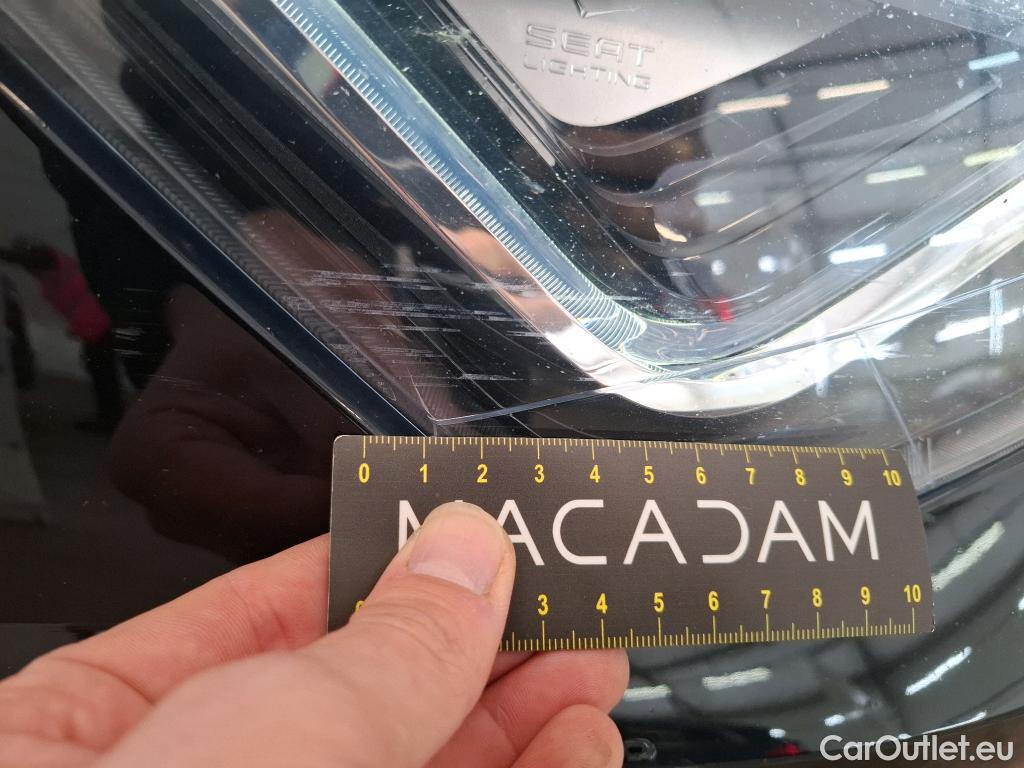 SEAT
LIGHTING
0 1 2 3 4 5 6 7 8 9 10
MACADAM
3 4 5 6 7 8 9 10
CarOutlet.eu